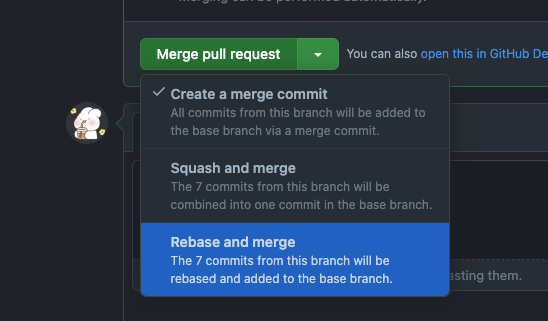 Merging can be performed automatically.
Merge pull request
You can also open this in GitHub De
Create a merge commit
All commits from this branch will be added to
the base branch via a merge commit.
Squash and merge
The 7 commits from this branch will be
combined into one commit in the base branch.
Rebase and merge
The 7 commits from this branch will be
rebased and added to the base branch.
asting them.